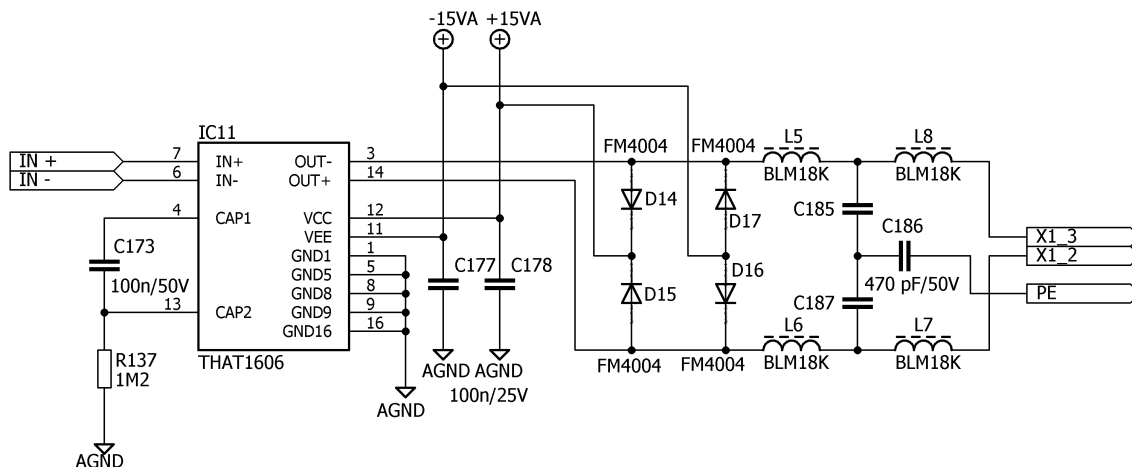 -15VA +15VA
IC11
IN +
IN -
7
6
4
13
IN+
IN-
CAP1
CAP2
OUT-
OUT+
VCC
VEE
GND1
GND5
GND8
GND9
GND16
3
14
12
11
1
5
8
9
16
THAT1606
C173
100n/50V
R137
1M2
AGND
AGND
C177
C178
AGND
AGND
100n/25V
FM4004
FM4004
D14
D17
D16
D15
FM4004
FM4004
L5
BLM18K
L8
BLM18K
C185
C186
470 pF/50V
C187
L6
BLM18K
L7
BLM18K
X1_3
X1_2
PE